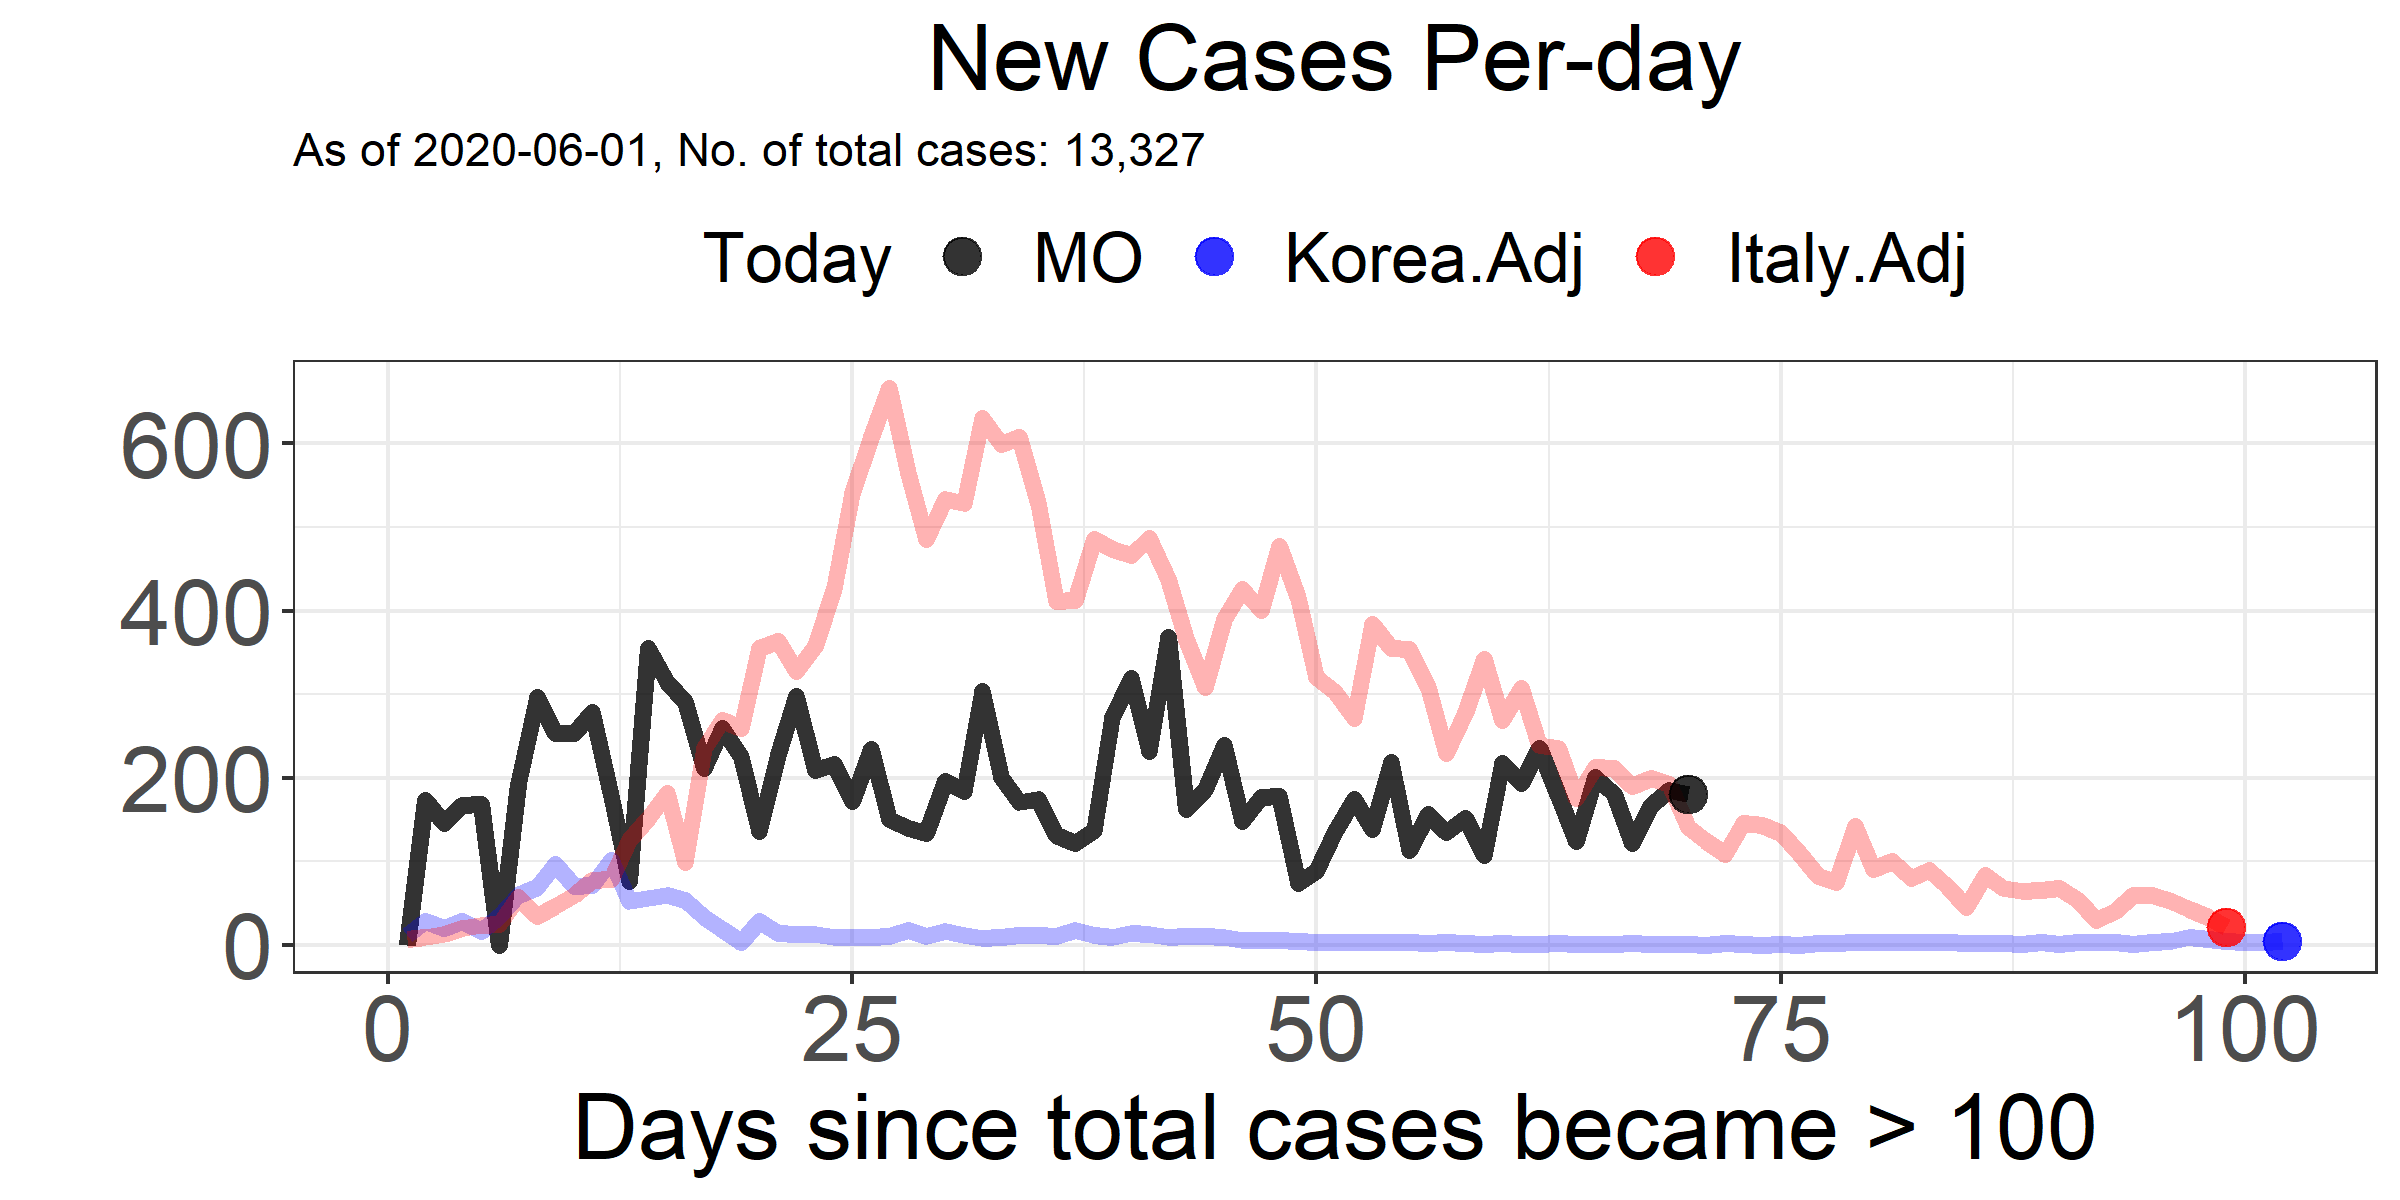 New Cases Per-day
As of 2020-06-01, No. of total cases: 13,327
Today MO Korea.Adj Italy.Adj
600
400
200
0
0 25 50 75 100
Days since total cases became > 100